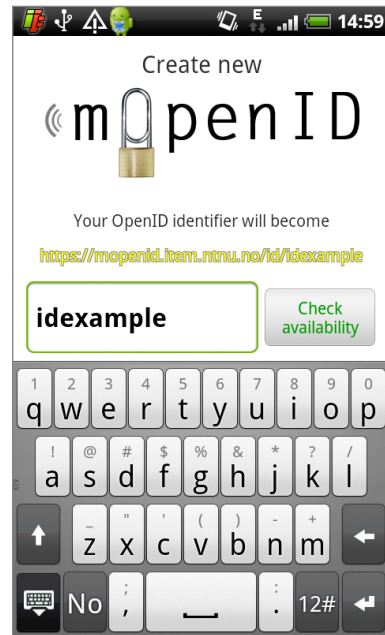 E
14:59
Create new
mOpenID
Your OpenID identifier will become
https://mopenid.item.ntnu.no/id/idexample
idexample
Check
availability
1 2 3 4 5 6 7 8 9 0
q w e r t y u i o p
! @ # $ % & * ? /
a s d f g h j k l
XT9
_ " ' ( ) - +
z x c v b n m
; :
No , . 12#